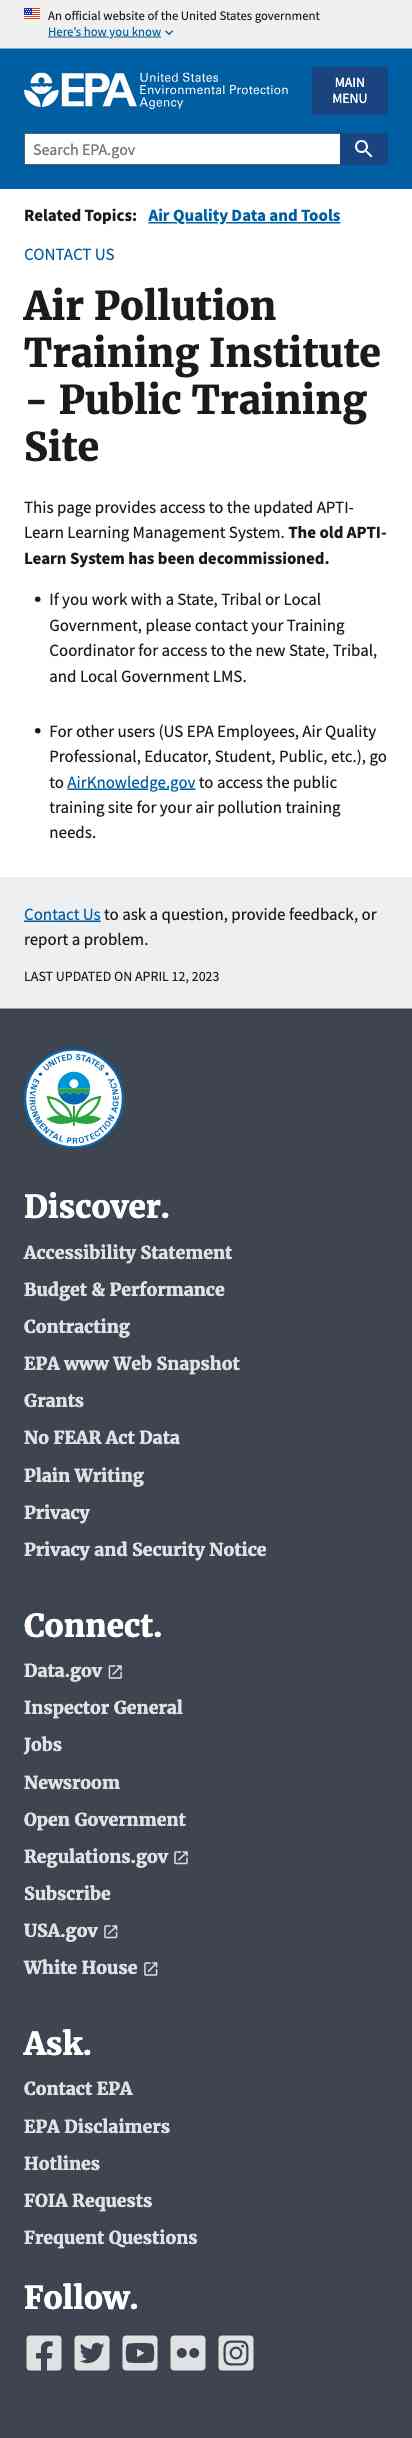 An official website of the United States government
Here's how you know
EPA United States
Environmental Protection
Agency
MAIN
MENU
Search EPA.gov
Related Topics: Air Quality Data and Tools
CONTACT US
Air Pollution
Training Institute
- Public Training
Site
This page provides access to the updated APTI-
Learn Learning Management System. The old APTI-
Learn System has been decommissioned.
• If you work with a State, Tribal or Local
Government, please contact your Training
Coordinator for access to the new State, Tribal,
and Local Government LMS.
• For other users (US EPA Employees, Air Quality
Professional, Educator, Student, Public, etc.), go
to AirKnowledge.gov to access the public
training site for your air pollution training
needs.
Contact Us to ask a question, provide feedback, or
report a problem.
LAST UPDATED ON APRIL 12, 2023
UNITED STATES
ENVIRONMENTAL PROTECTION AGENCY
Discover.
Accessibility Statement
Budget & Performance
Contracting
EPA www Web Snapshot
Grants
No FEAR Act Data
Plain Writing
Privacy
Privacy and Security Notice
Connect.
Data.gov
Inspector General
Jobs
Newsroom
Open Government
Regulations.gov
Subscribe
USA.gov
White House
Ask.
Contact EPA
EPA Disclaimers
Hotlines
FOIA Requests
Frequent Questions
Follow.